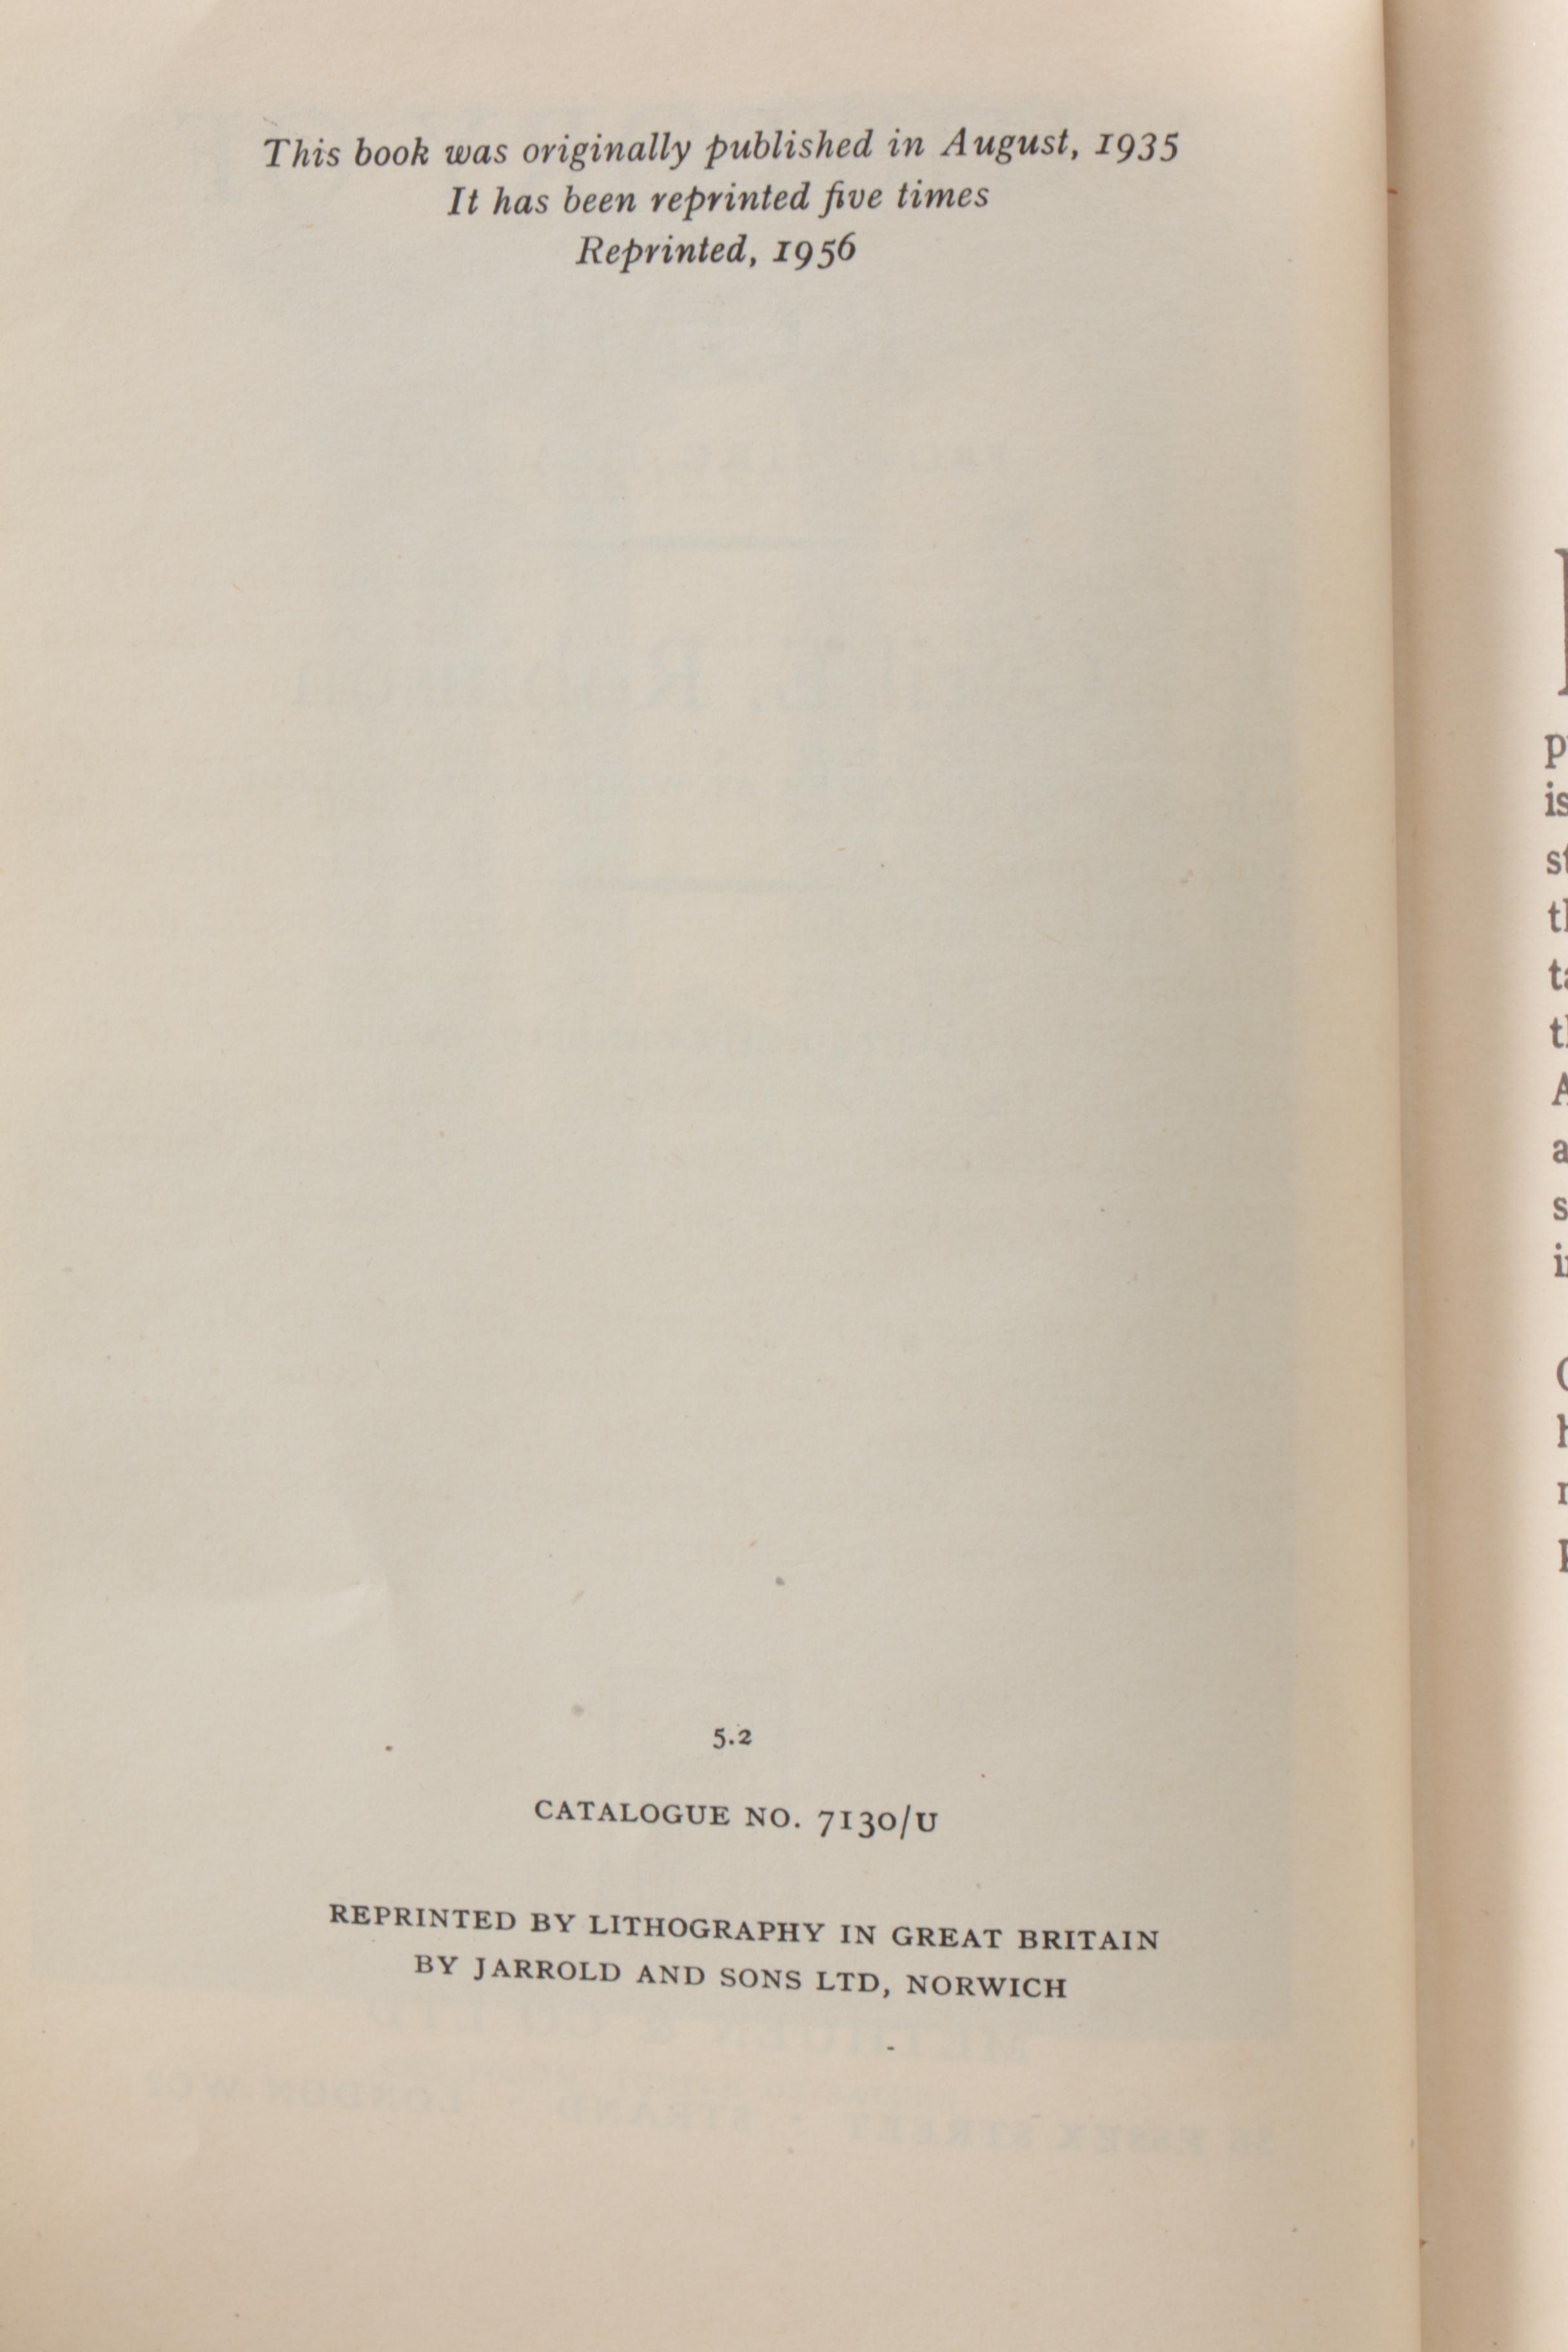 This book was originally published in August, 1935
It has been reprinted five times
Reprinted, 1956
5.2
CATALOGUE NO. 7130/U
REPRINTED BY LITHOGRAPHY IN GREAT BRITAIN
BY JARROLD AND SONS LTD, NORWICH